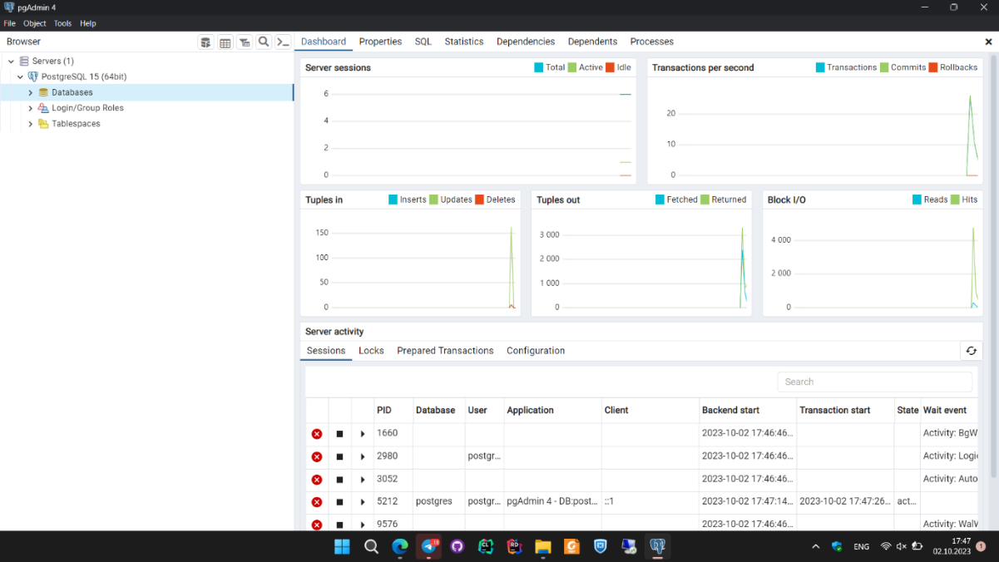 pgAdmin 4
File Object Tools Help
Browser
Dashboard Properties SQL Statistics Dependencies Dependents Processes
Servers (1)
PostgreSQL 15 (64bit)
Databases
Login/Group Roles
Tablespaces
Server sessions
Total Active Idle
6
4
2
0
Transactions per second
Transactions Commits Rollbacks
20
10
0
Tuples in
Inserts Updates Deletes
150
100
50
0
Tuples out
Fetched Returned
3 000
2 000
1 000
0
Block I/O
Reads Hits
4 000
2 000
0
Server activity
Sessions Locks Prepared Transactions Configuration
Search
PID Database User Application Client Backend start Transaction start State Wait event
1660 2023-10-02 17:46:46... Activity: BgW
2980 postgr... 2023-10-02 17:46:46... Activity: Logi
3052 2023-10-02 17:46:46... Activity: Auto
5212 postgres postgr... pgAdmin 4 - DB:post... ::1 2023-10-02 17:47:14... 2023-10-02 17:47:26... act...
9576 2023-10-02 17:46:46... Activity: WalW
18
CL
RD
ENG
17:47
02.10.2023
1